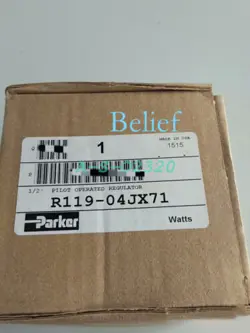 Belief
MADE IN USA
1515
1
1/2" PILOT OPERATED REGULATOR
R119-04JX71
Parker
Watts